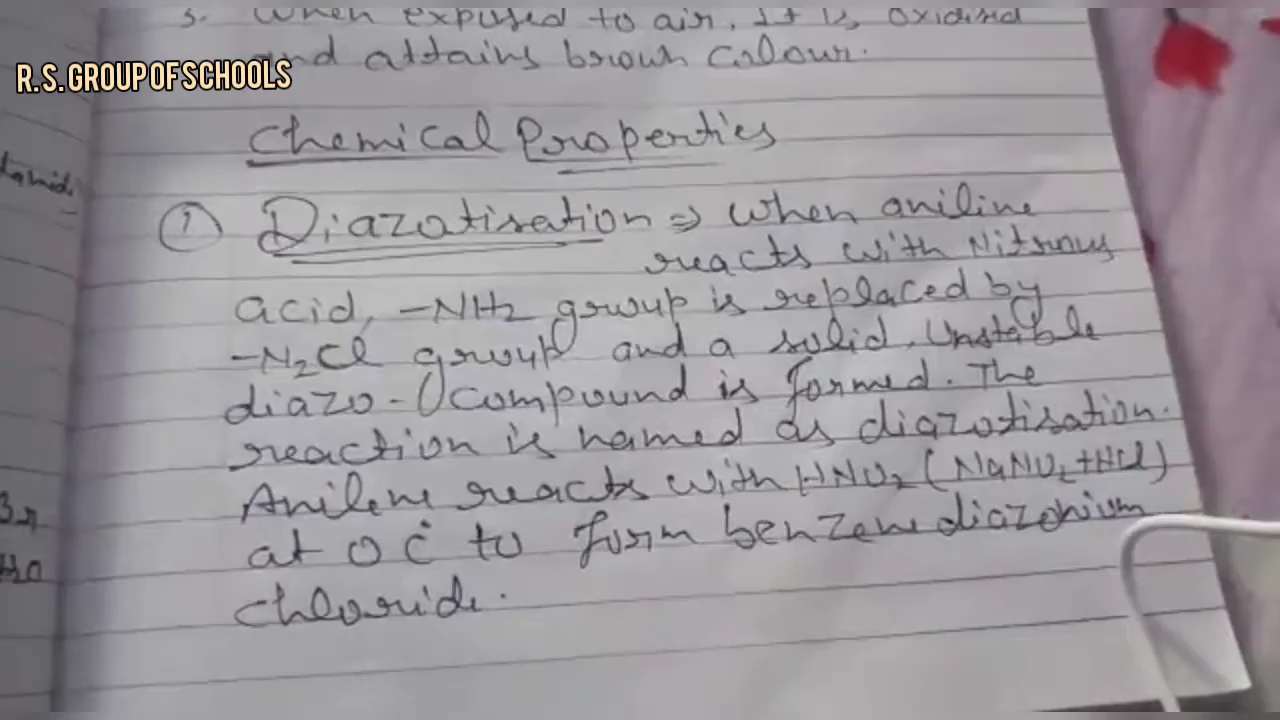 3. When exposed to air, it is oxidised
and attains brown colour.
R.S.GROUP OF SCHOOLS
Chemical Properties
① Diazotisation ⇒ When aniline
reacts with Nitrous
acid, -NH2 group is replaced by
-N2Cl group and a solid, Unstable
diazo-Compound is formed. The
reaction is named as diazotisation.
Aniline reacts with HNO2 (NaNO2+HCl)
at 0°C to form benzene diazonium
chloride.